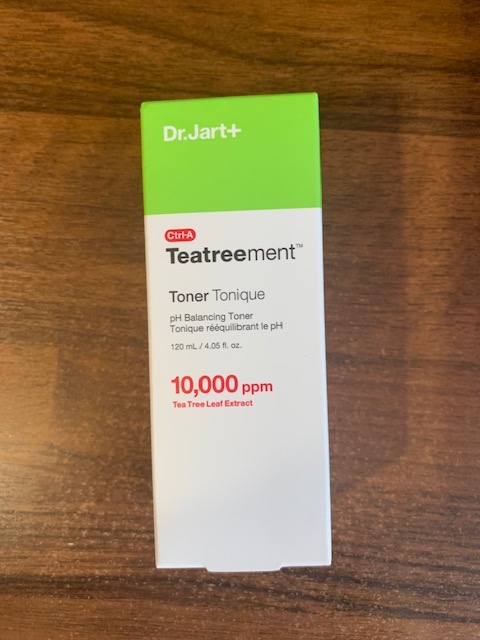 Dr.Jart+
Ctrl-A
Teatreement™
Toner Tonique
pH Balancing Toner
Tonique rééquilibrant le pH
120 mL / 4.05 fl. oz.
10,000 ppm
Tea Tree Leaf Extract